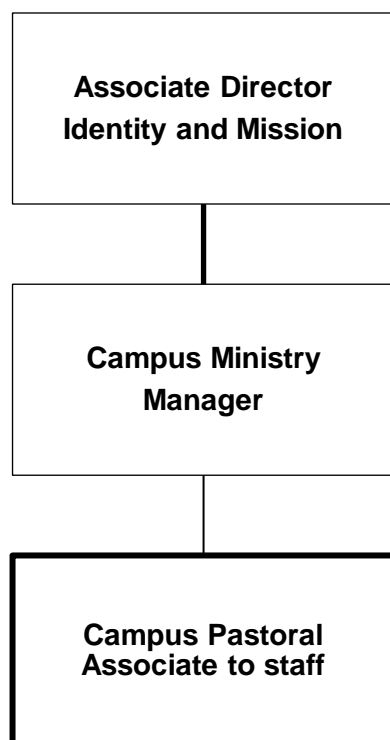 Associate Director
Identity and Mission
Campus Ministry
Manager
Campus Pastoral
Associate to staff